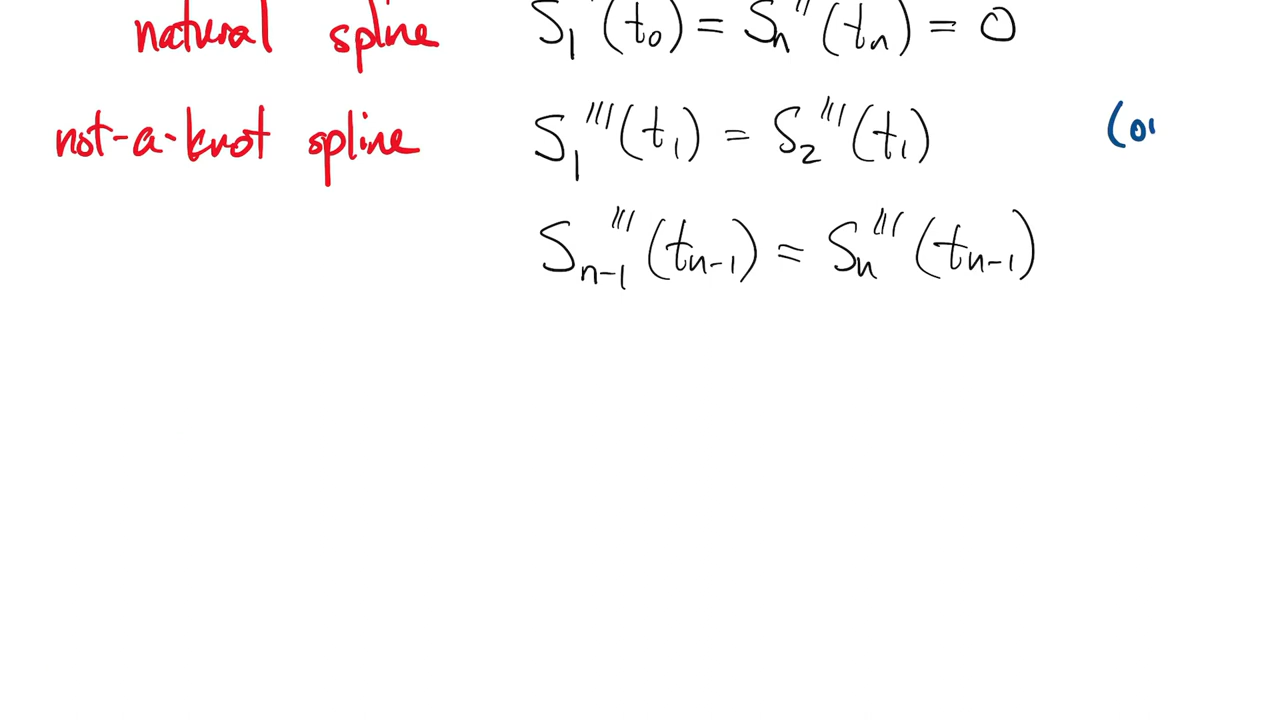 natural spline S₁''(t₀) = Sₙ''(tₙ) = 0
not-a-knot spline S₁'''(t₁) = S₂'''(t₁)
Sₙ₋₁'''(tₙ₋₁) = Sₙ'''(tₙ₋₁)